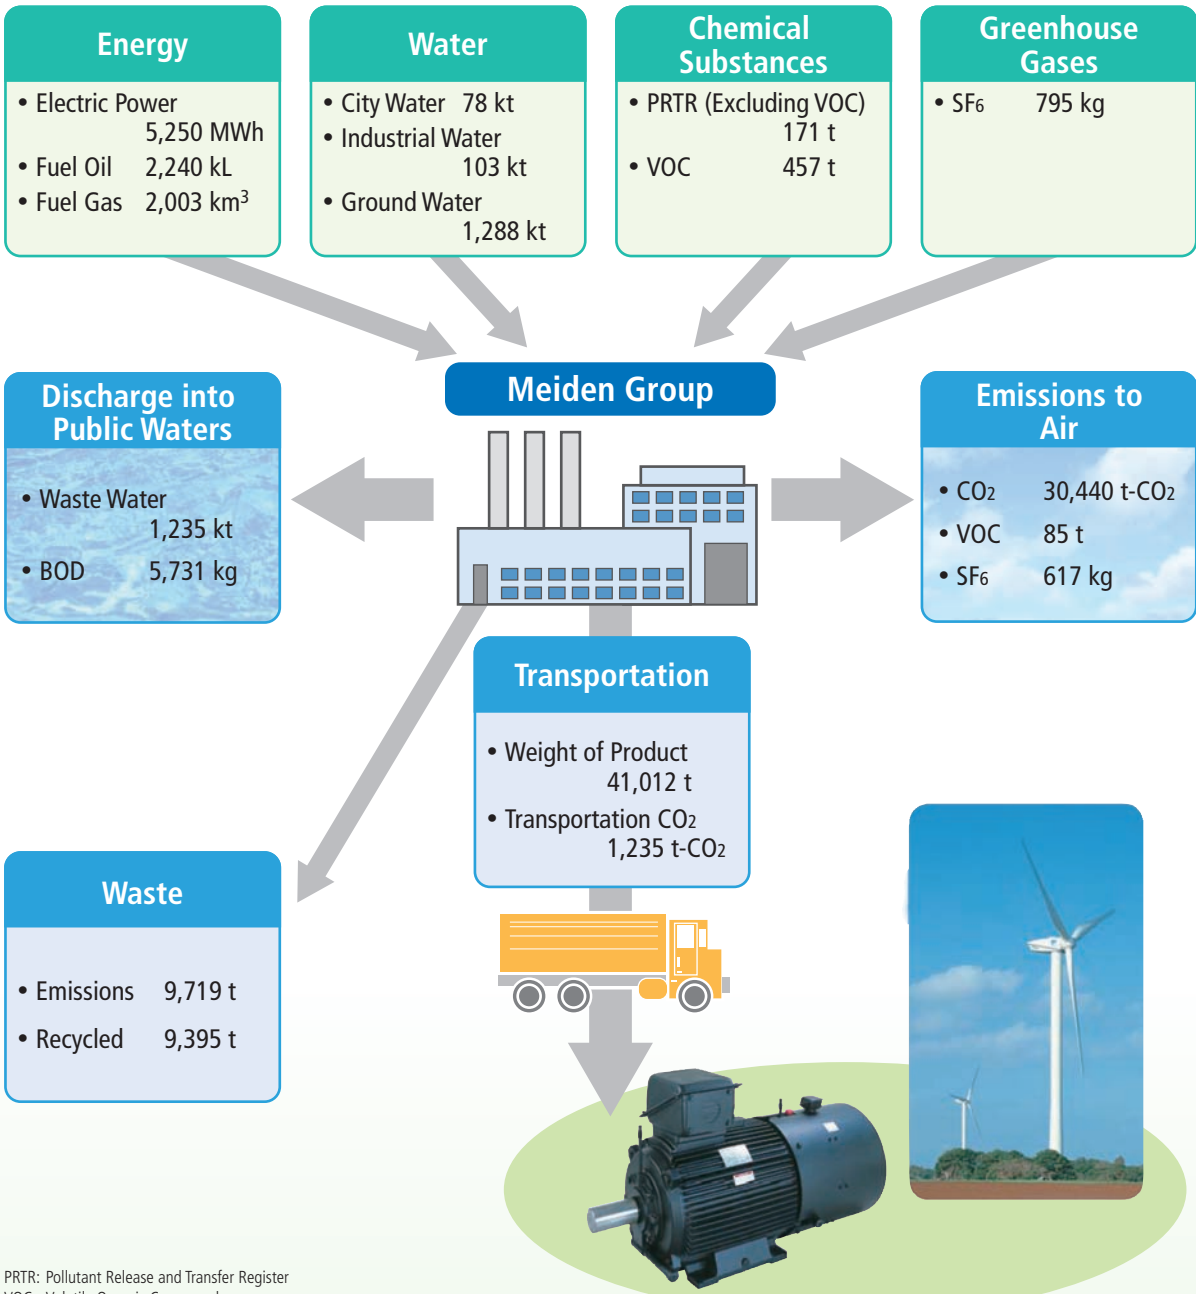 Energy
• Electric Power
5,250 MWh
• Fuel Oil 2,240 kL
• Fuel Gas 2,003 km³
Water
• City Water 78 kt
• Industrial Water
103 kt
• Ground Water
1,288 kt
Chemical
Substances
• PRTR (Excluding VOC)
171 t
• VOC 457 t
Greenhouse
Gases
• SF6 795 kg
Meiden Group
Discharge into
Public Waters
• Waste Water
1,235 kt
• BOD 5,731 kg
Emissions to
Air
• CO2 30,440 t-CO2
• VOC 85 t
• SF6 617 kg
Transportation
• Weight of Product
41,012 t
• Transportation CO2
1,235 t-CO2
Waste
• Emissions 9,719 t
• Recycled 9,395 t
PRTR: Pollutant Release and Transfer Register